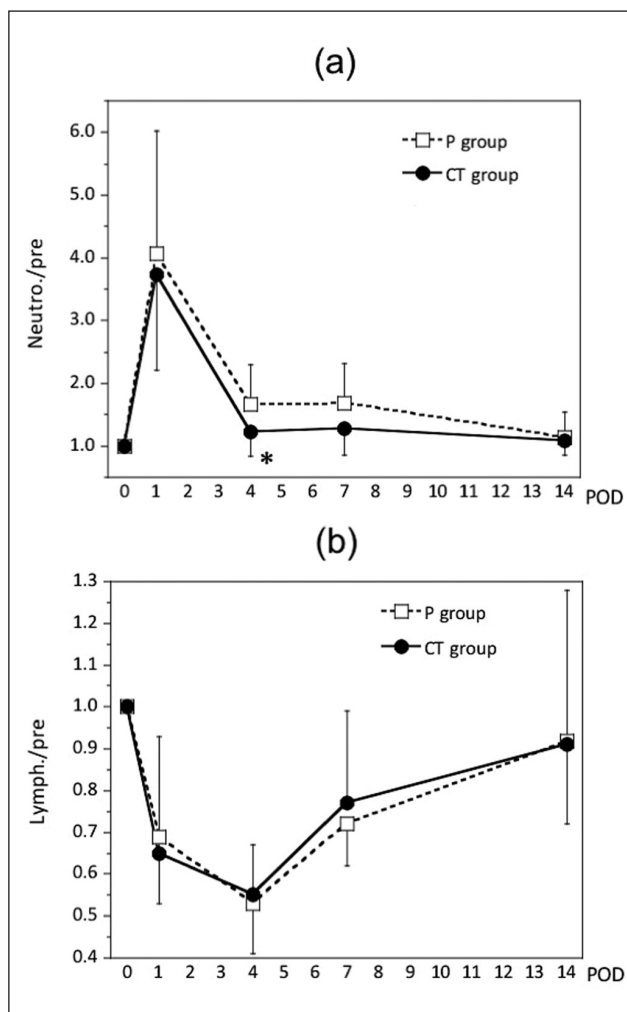 (a)
6.0
5.0
4.0
3.0
2.0
1.0
Neutro./pre
P group
CT group
*
0 1 2 3 4 5 6 7 8 9 10 11 12 13 14 POD
(b)
1.3
1.2
1.1
1.0
0.9
0.8
0.7
0.6
0.5
0.4
Lymph./pre
P group
CT group
0 1 2 3 4 5 6 7 8 9 10 11 12 13 14 POD